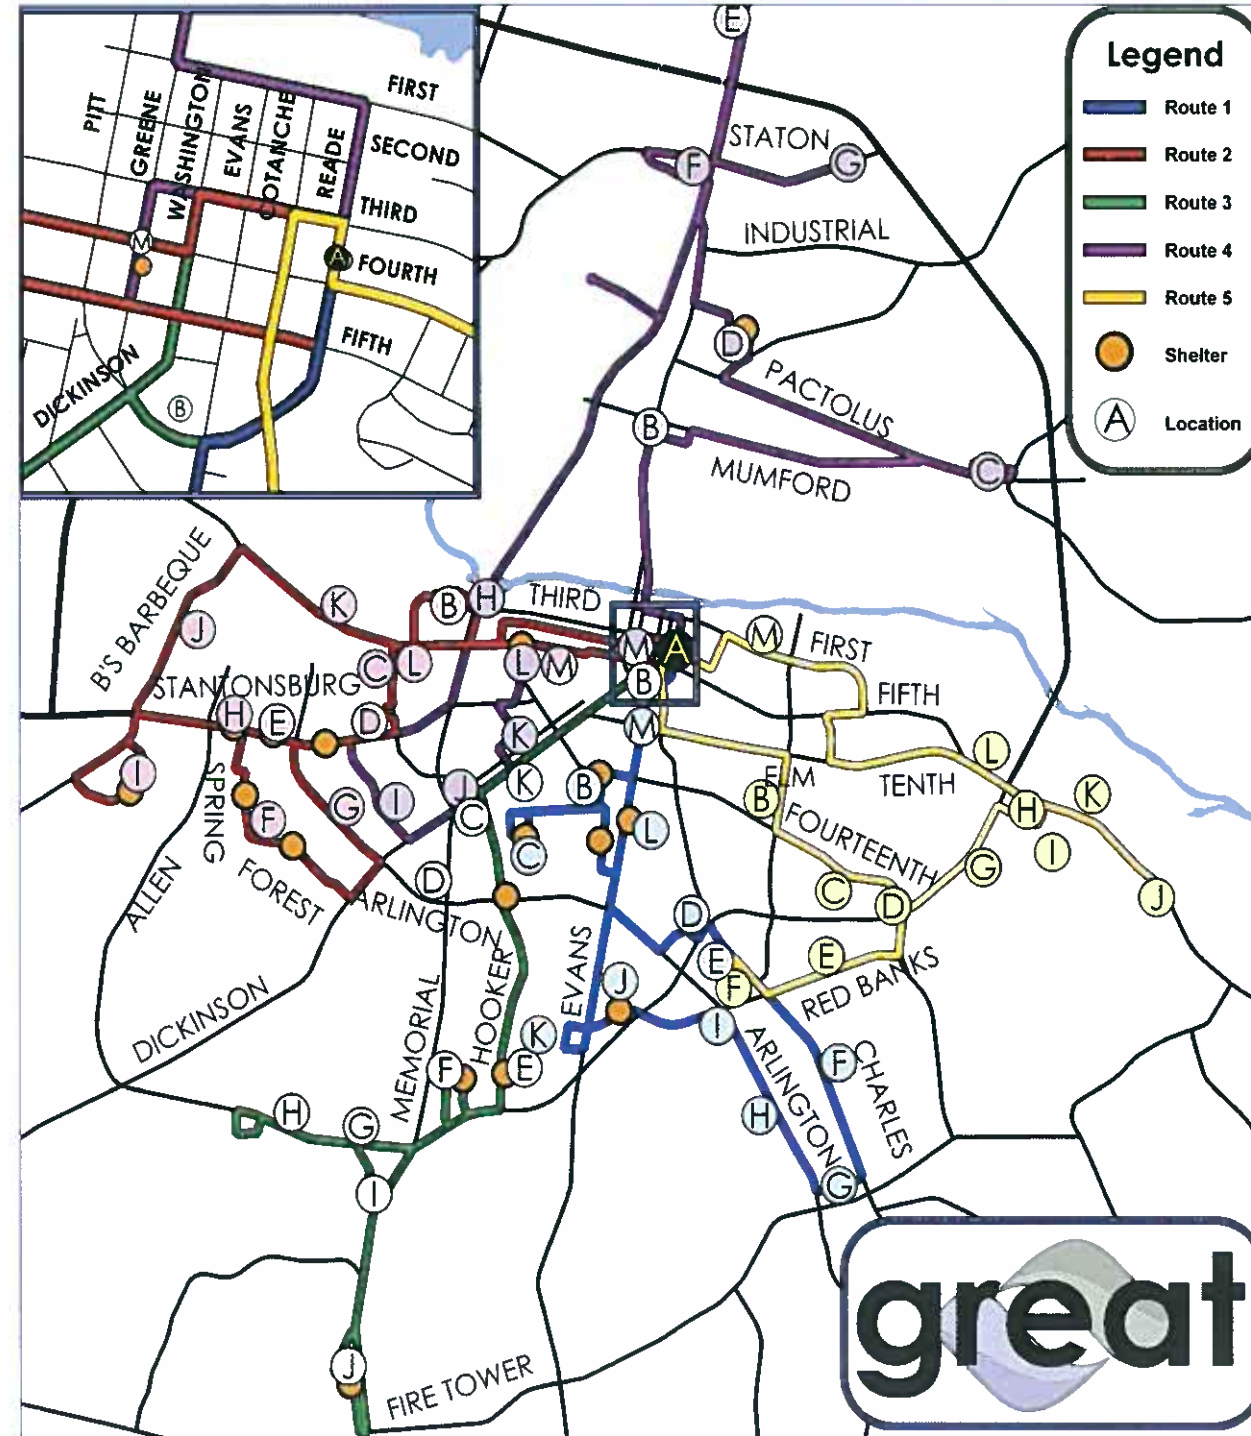 E
Legend
Route 1
Route 2
Route 3
Route 4
Route 5
Shelter
A
Location
PITT
GREENE
WASHINGTON
EVANS
COTANCHE
READE
FIRST
SECOND
THIRD
FOURTH
FIFTH
DICKINSON
M
A
B
STATON
F
G
INDUSTRIAL
D
PACTOLUS
B
MUMFORD
C
B'S BARBEQUE
K
B
H
THIRD
J
C
L
L
M
M
A
B
M
FIRST
FIFTH
STANTONSBURG
H
E
D
K
M
I
SPRING
F
G
I
J
K
C
B
C
L
ELM
B
TENTH
L
H
K
I
J
FOURTEENTH
G
C
D
ALLEN
FOREST
D
ARLINGTON
D
E
F
E
RED BANKS
DICKINSON
MEMORIAL
HOOKER
EVANS
J
K
I
ARLINGTON
F
CHARLES
H
G
F
E
H
G
I
J
FIRE TOWER
great